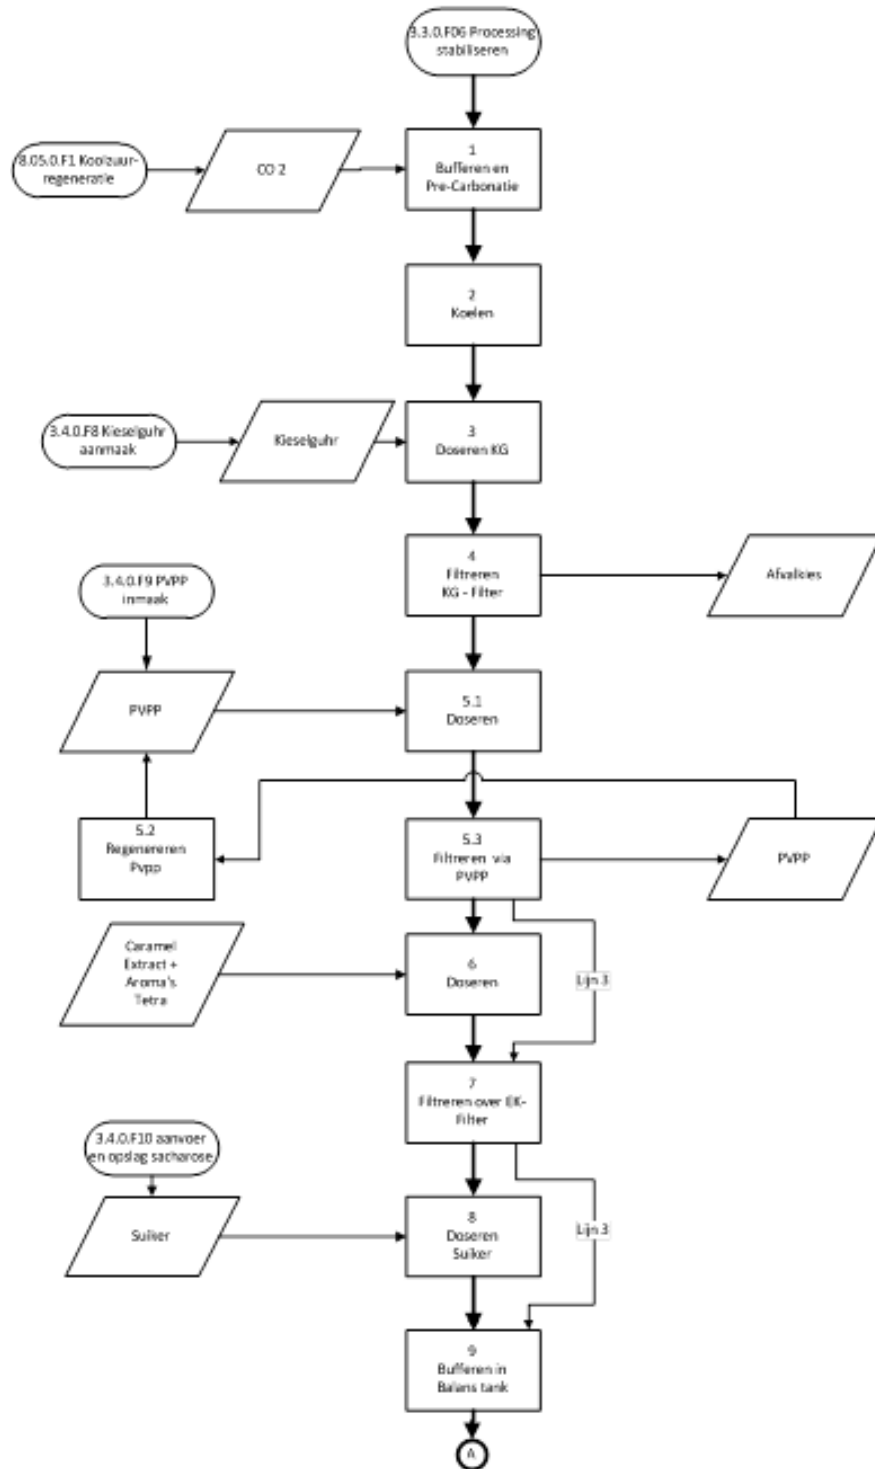 3.3.0.F06 Processing
stabiliseren
1
Bufferen en
Pre-Carbonatie
8.05.0.F1 Koolzuur-
regeneratie
CO 2
2
Koelen
3.4.0.F8 Kieselguhr
aanmaak
Kieselguhr
3
Doseren KG
4
Filtreren
KG - Filter
Afvalkies
3.4.0.F9 PVPP
inmaak
PVPP
5.1
Doseren
5.2
Regenereren
Pvpp
5.3
Filtreren via
PVPP
PVPP
Caramel
Extract +
Aroma's
Tetra
6
Doseren
Lijn 3
7
Filtreren over EK-
Filter
3.4.0.F10 aanvoer
en opslag sacharose
Suiker
8
Doseren
Suiker
Lijn 3
9
Bufferen in
Balans tank
A